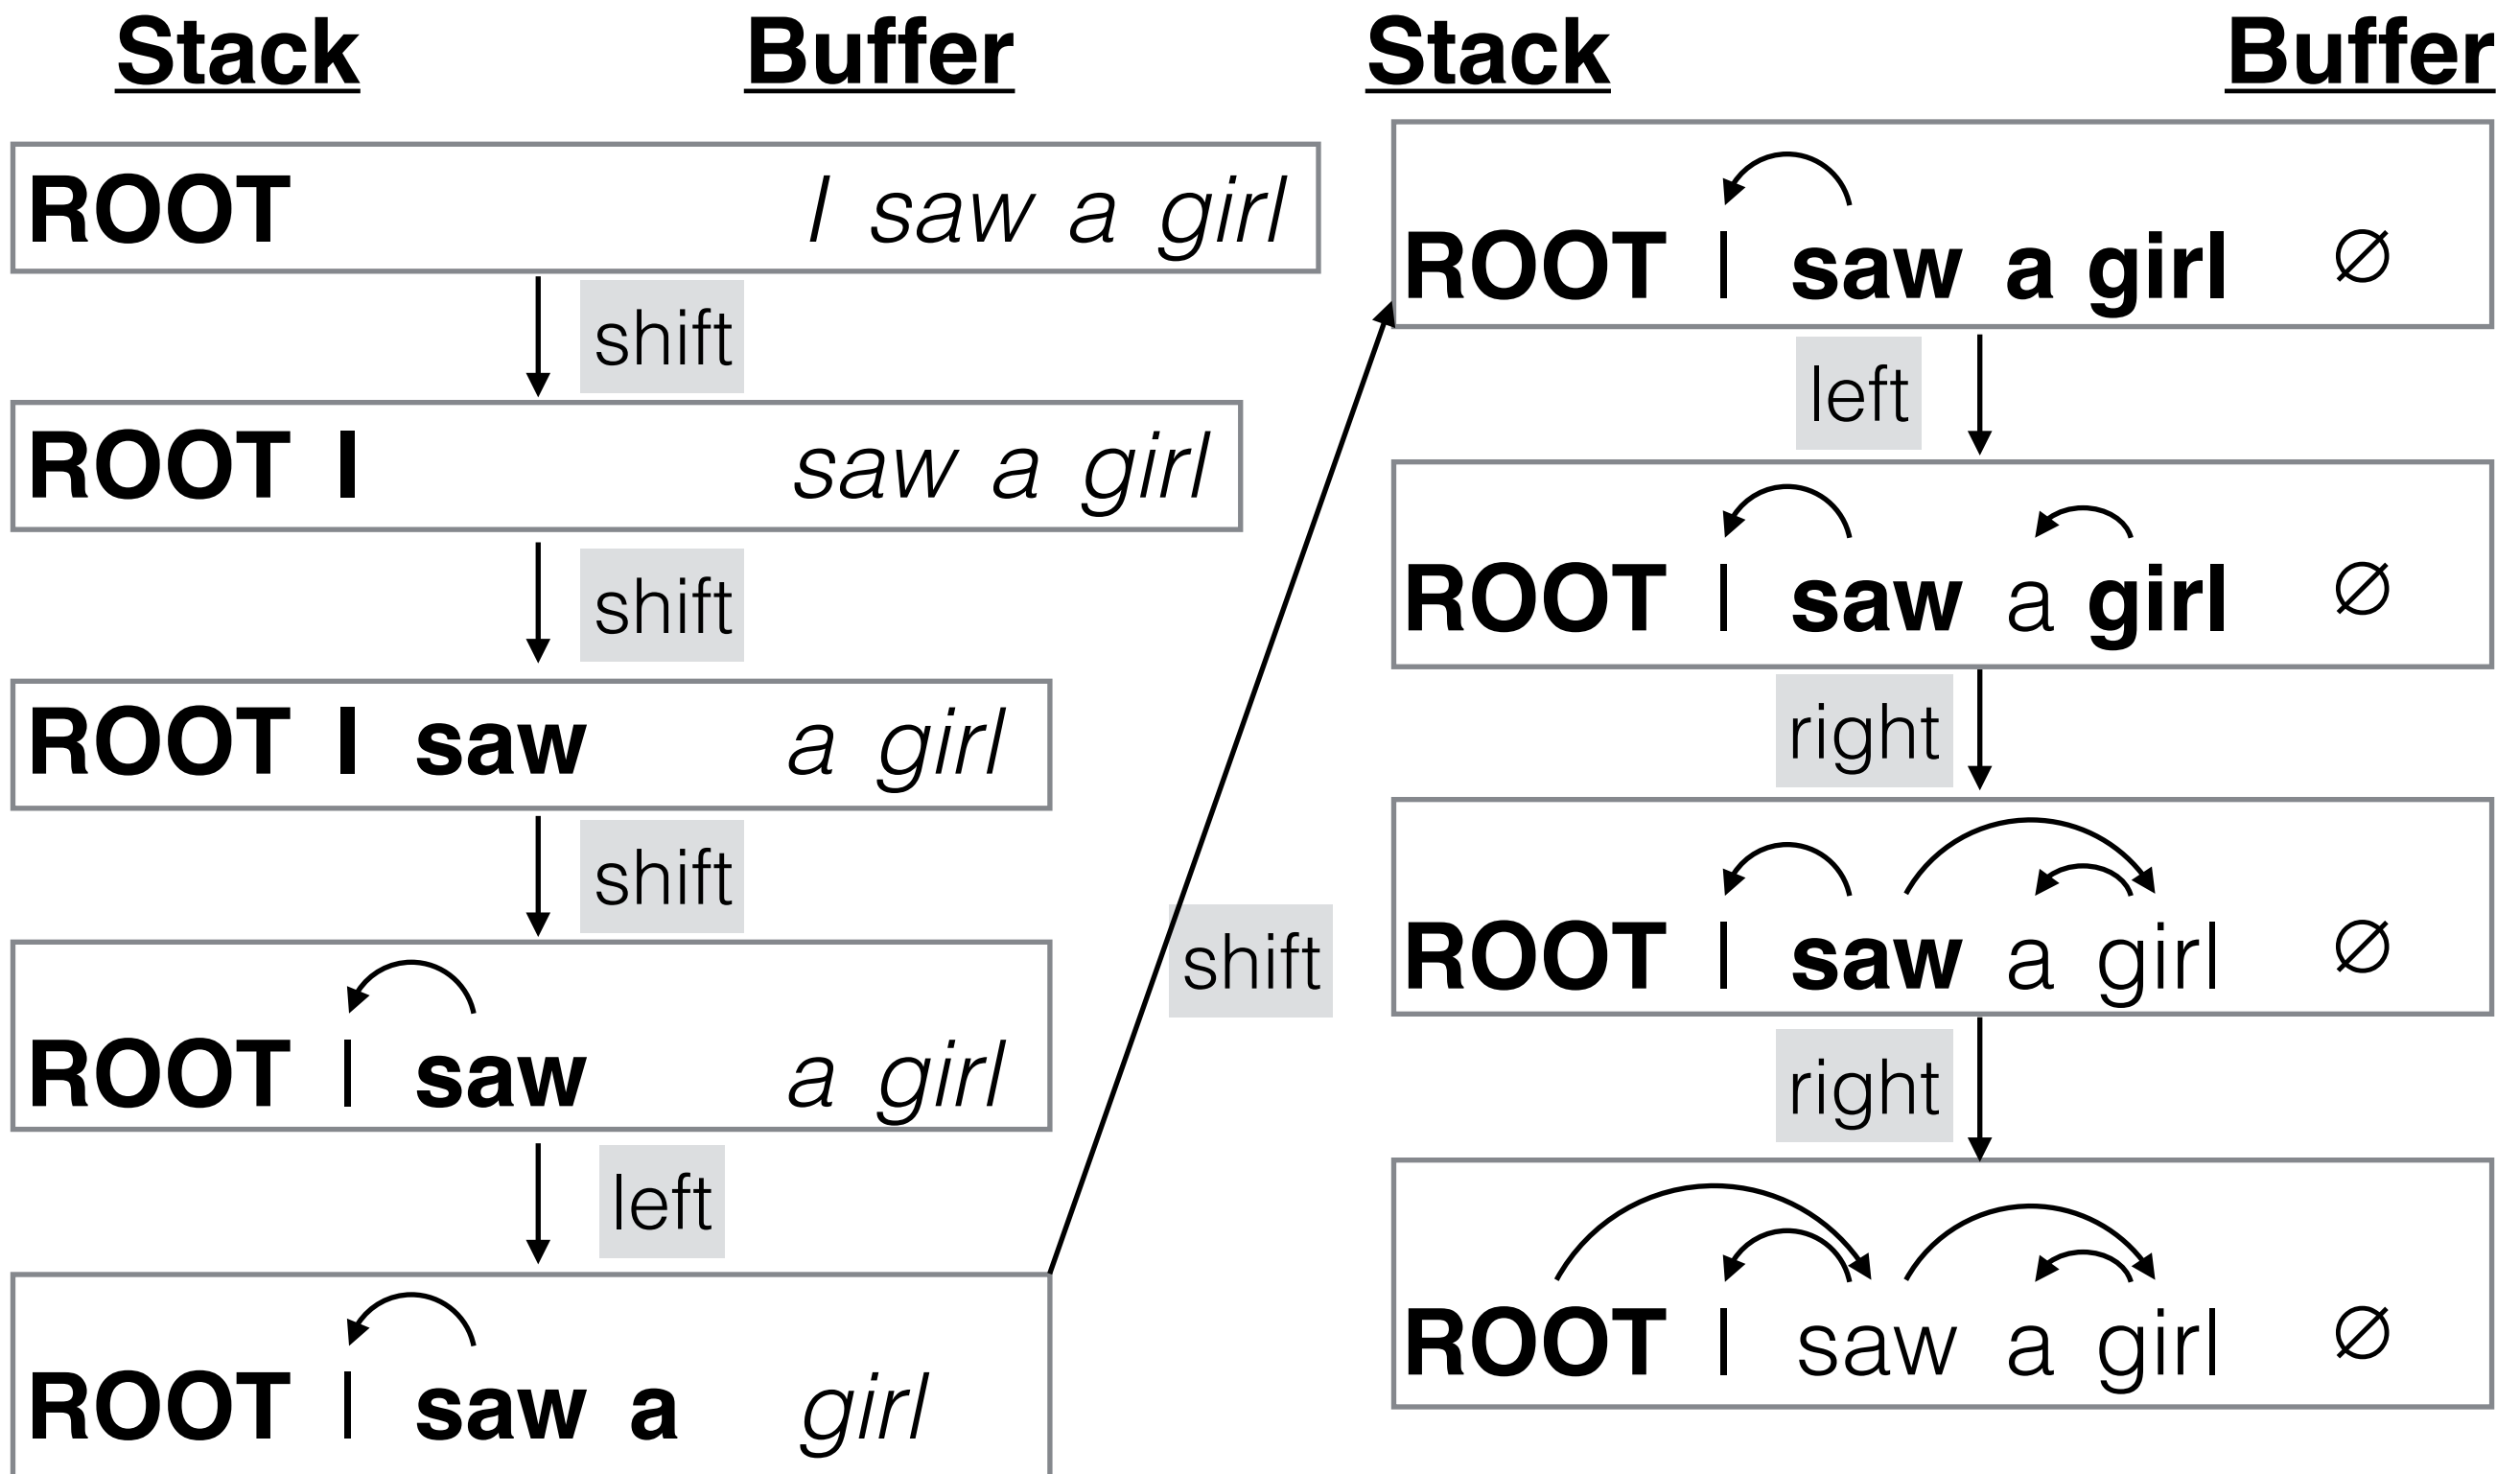 Stack Buffer
ROOT I saw a girl
shift
ROOT I saw a girl
shift
ROOT I saw a girl
shift
ROOT I saw a girl
left
ROOT I saw a girl
shift
Stack Buffer
ROOT I saw a girl ∅
left
ROOT I saw a girl ∅
right
ROOT I saw a girl ∅
right
ROOT I saw a girl ∅